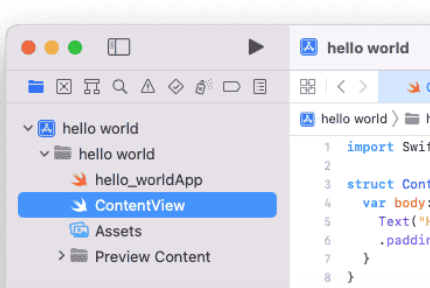 hello world
hello world
hello world
hello_worldApp
ContentView
Assets
Preview Content
hello world
1 import Swif
2
3 struct Cont
4 var body:
5 Text("H
6 .paddin
7 }
8 }